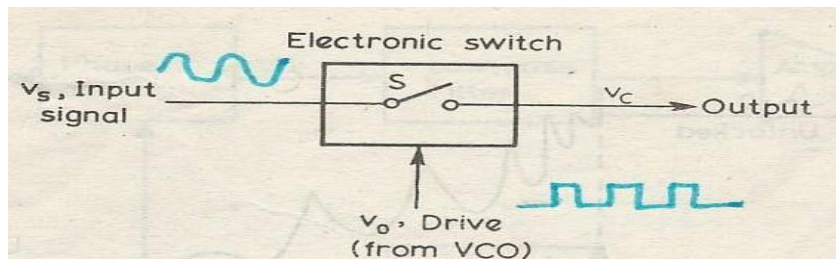 Electronic switch
S
vs, Input
signal
vc
Output
vo, Drive
(from VCO)